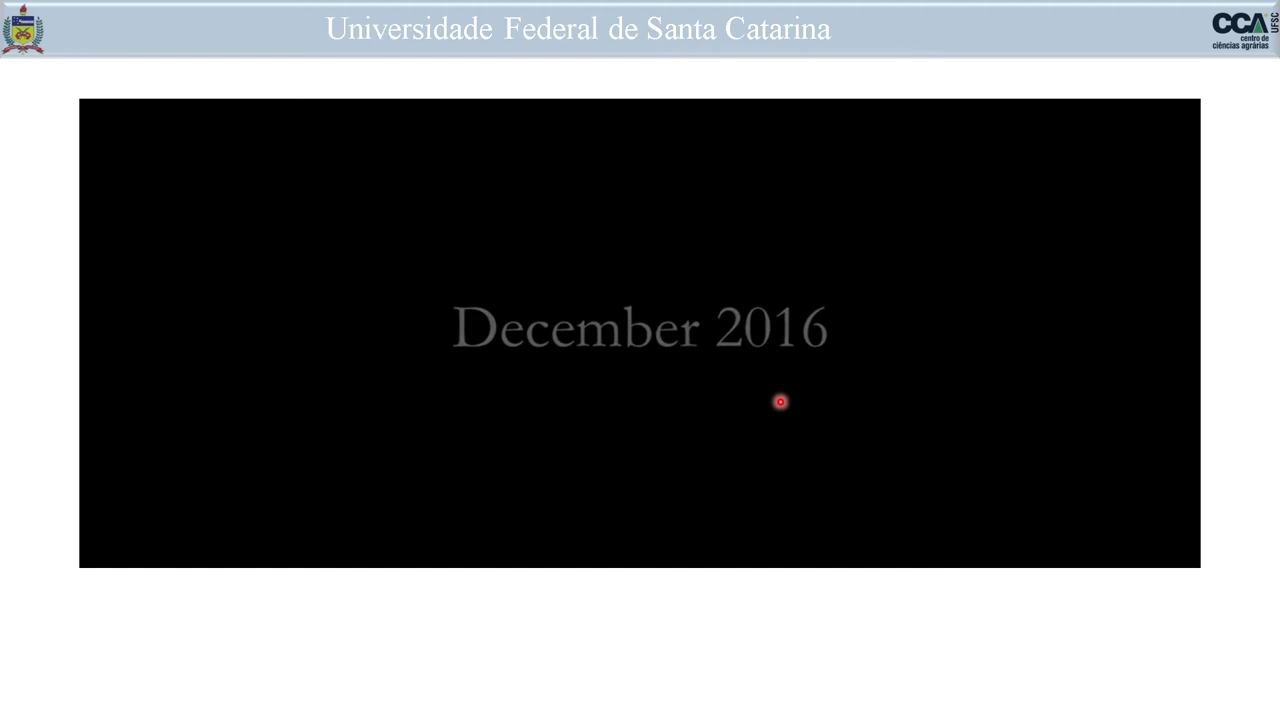 Universidade Federal de Santa Catarina
CCA
centro de
ciências agrárias
UFSC
December 2016